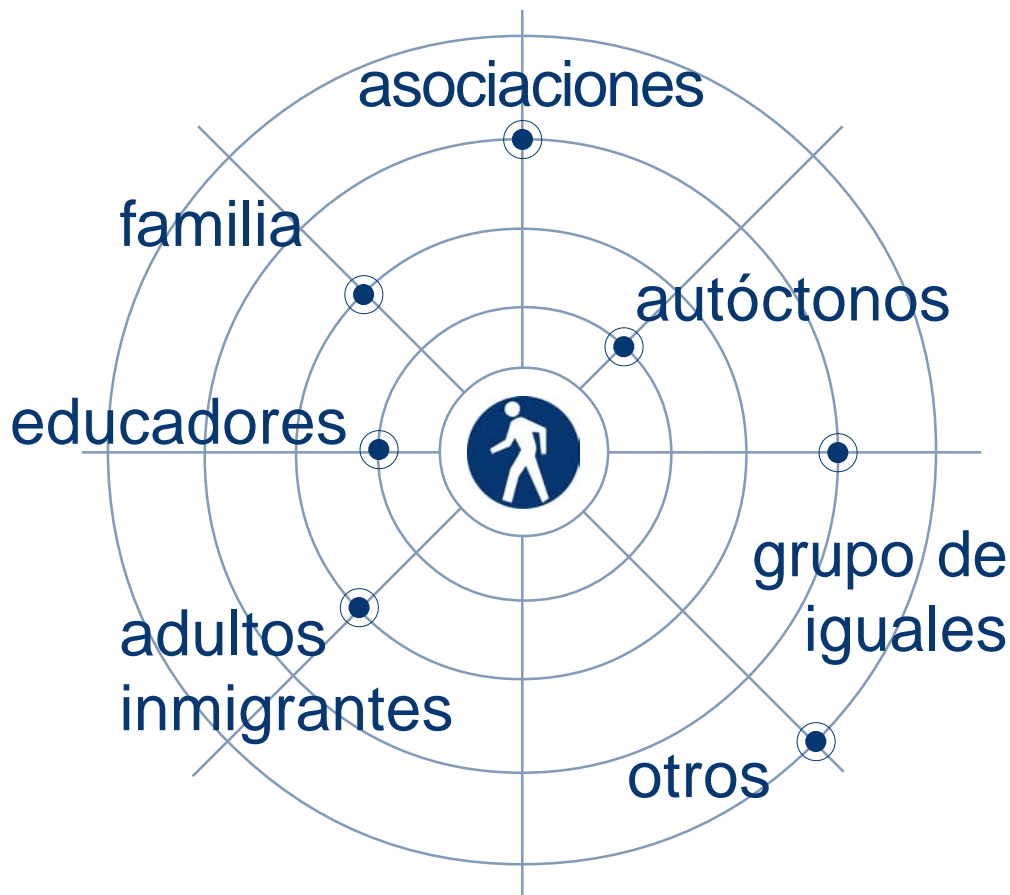 asociaciones
familia
autóctonos
educadores
grupo de
iguales
adultos
inmigrantes
otros